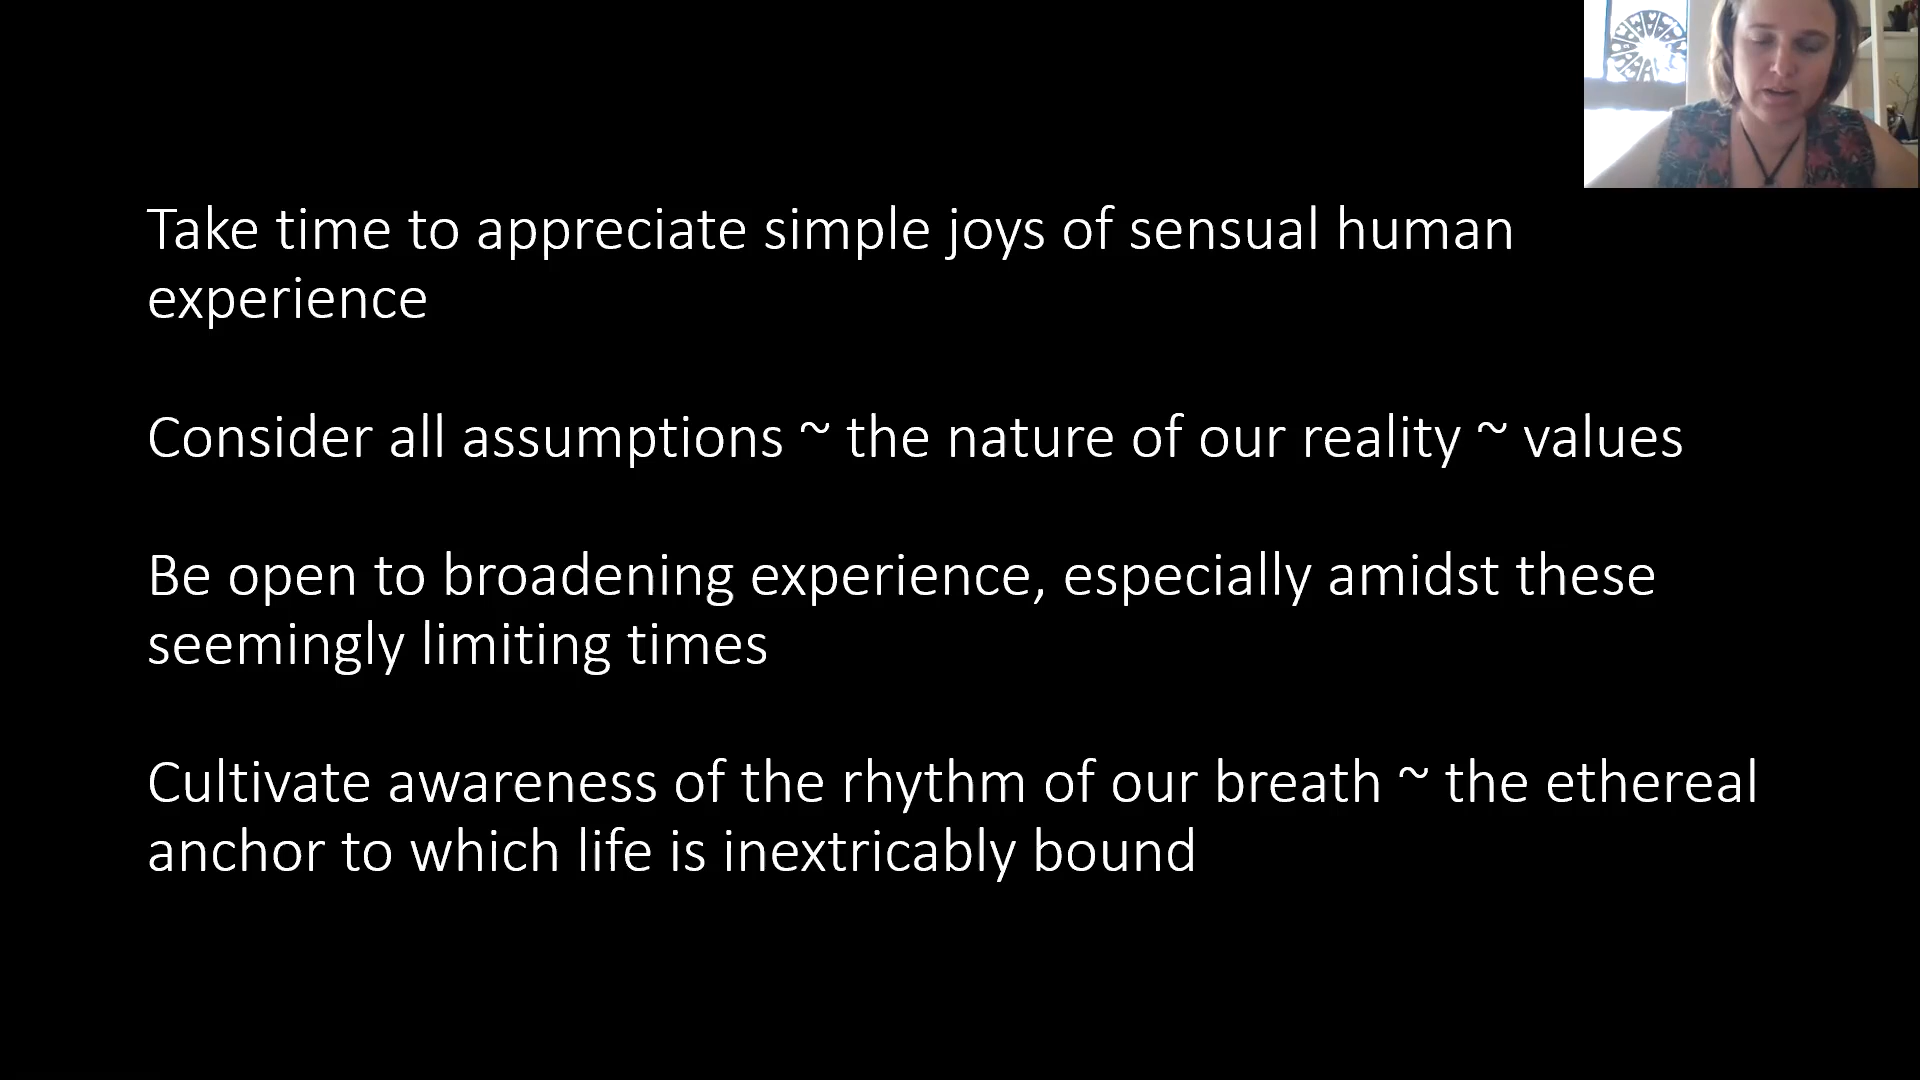 Take time to appreciate simple joys of sensual human
experience
Consider all assumptions ~ the nature of our reality ~ values
Be open to broadening experience, especially amidst these
seemingly limiting times
Cultivate awareness of the rhythm of our breath ~ the ethereal
anchor to which life is inextricably bound